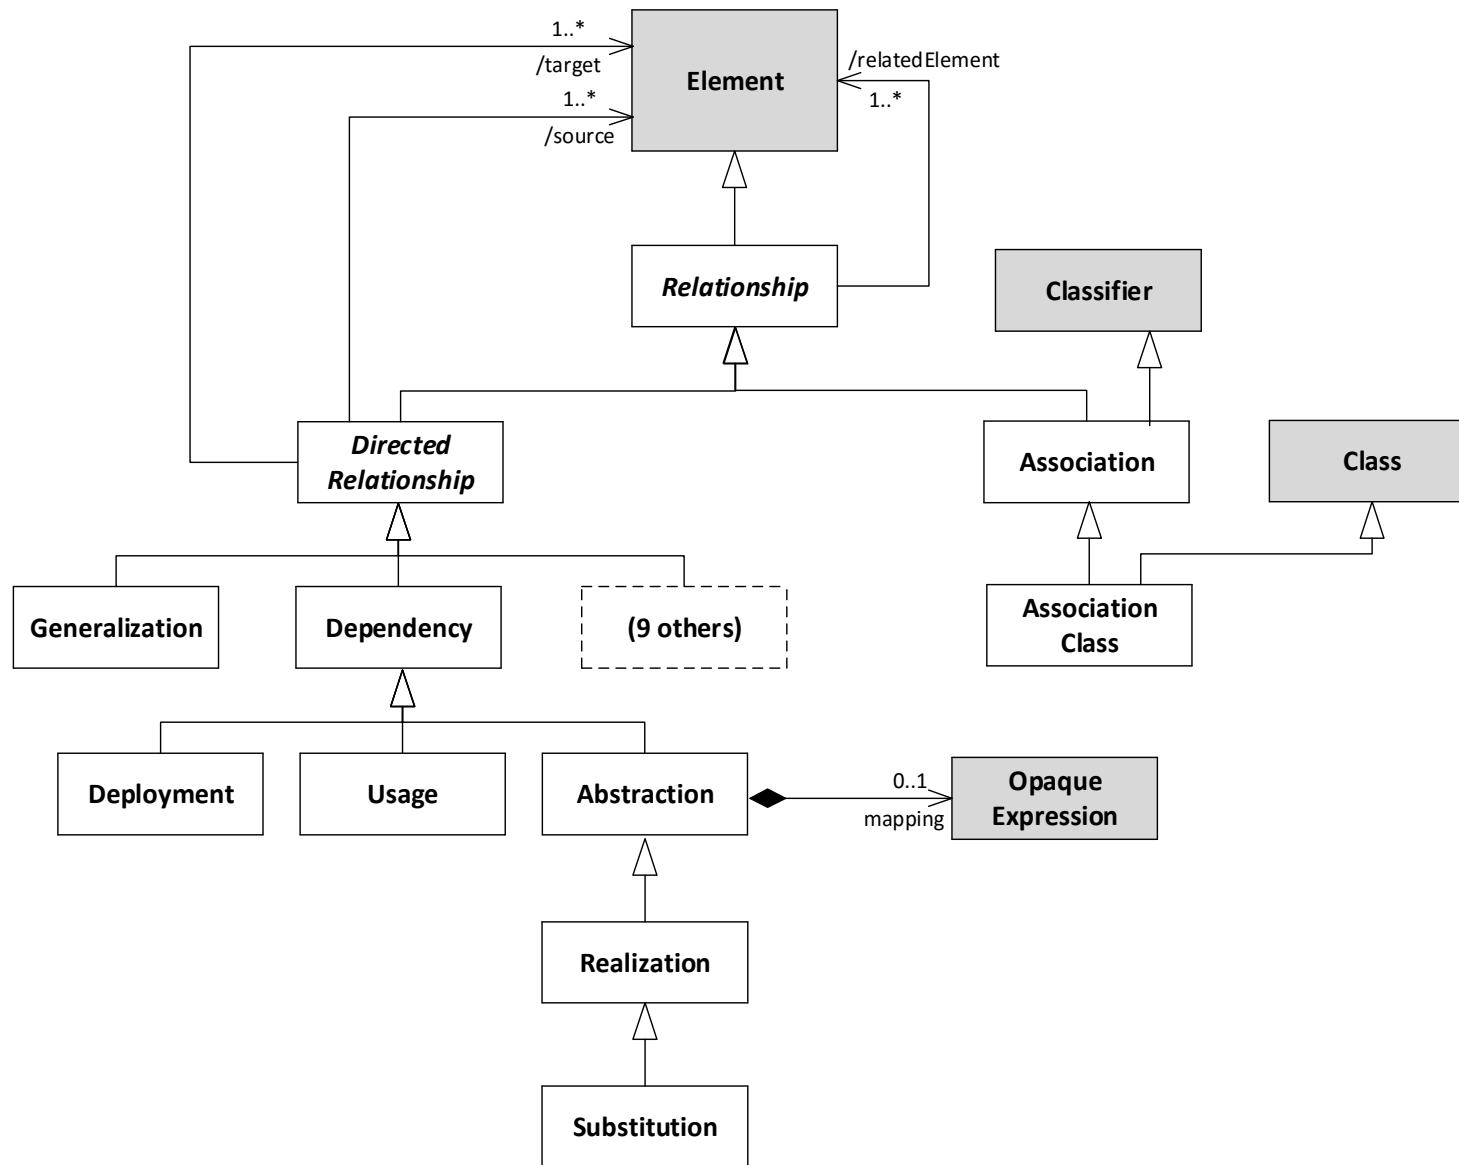 1..*
/target
1..*
/source
Element
/relatedElement
1..*
Relationship
Classifier
Directed
Relationship
Association
Class
Generalization
Dependency
(9 others)
Association
Class
Deployment
Usage
Abstraction
0..1
mapping
Opaque
Expression
Realization
Substitution